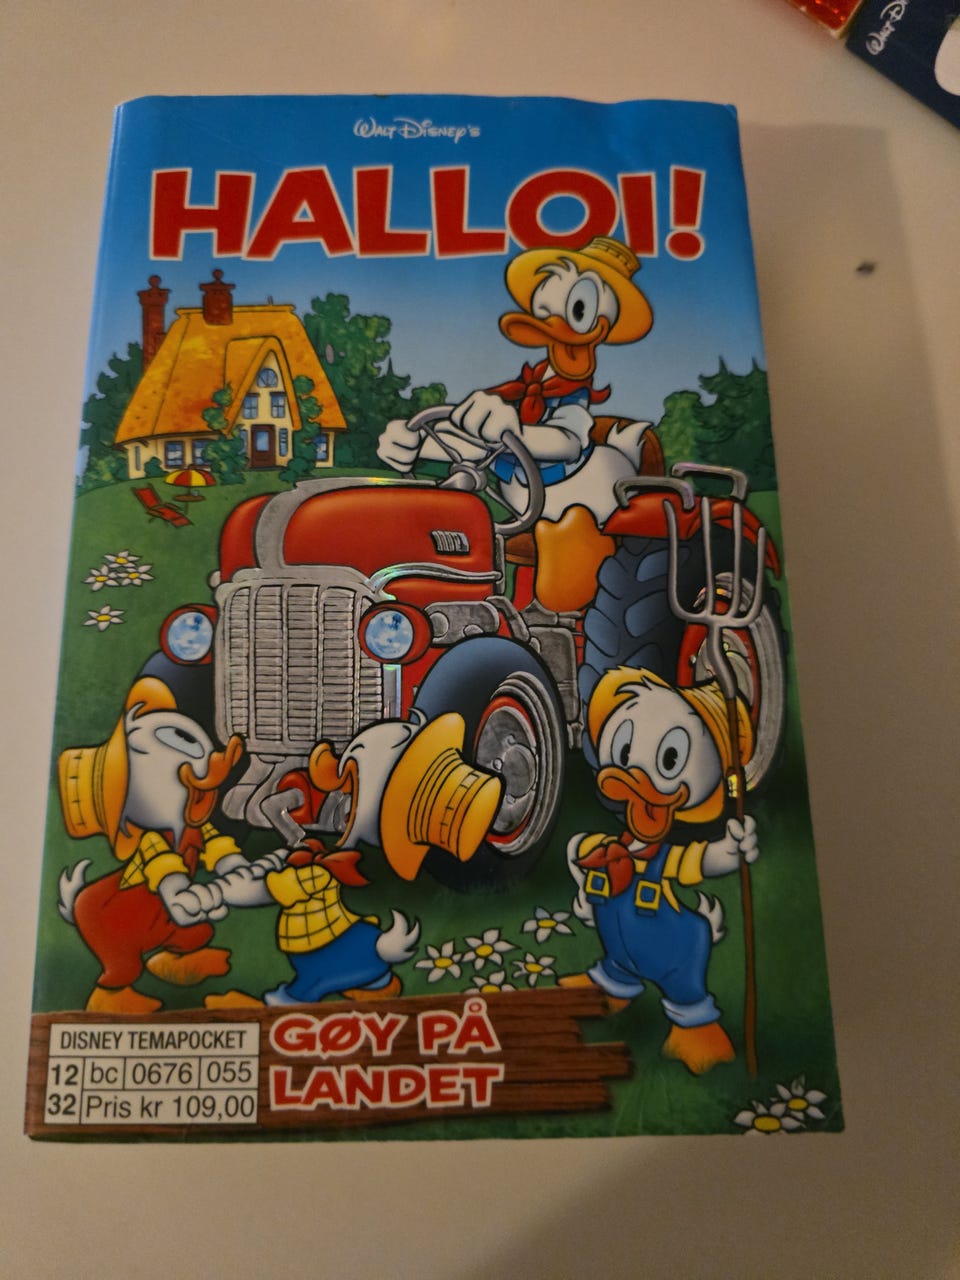 WALT DISNEY'S
HALLOI!
GØY PÅ
LANDET
DISNEY TEMAPOCKET
12 bc 0676 055
32 Pris kr 109,00